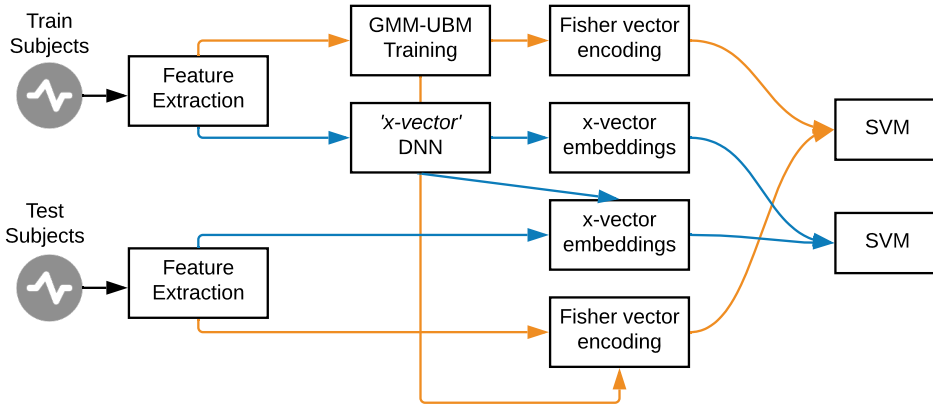 Train
Subjects
Feature
Extraction
GMM-UBM
Training
Fisher vector
encoding
'x-vector'
DNN
x-vector
embeddings
SVM
Test
Subjects
Feature
Extraction
x-vector
embeddings
SVM
Fisher vector
encoding